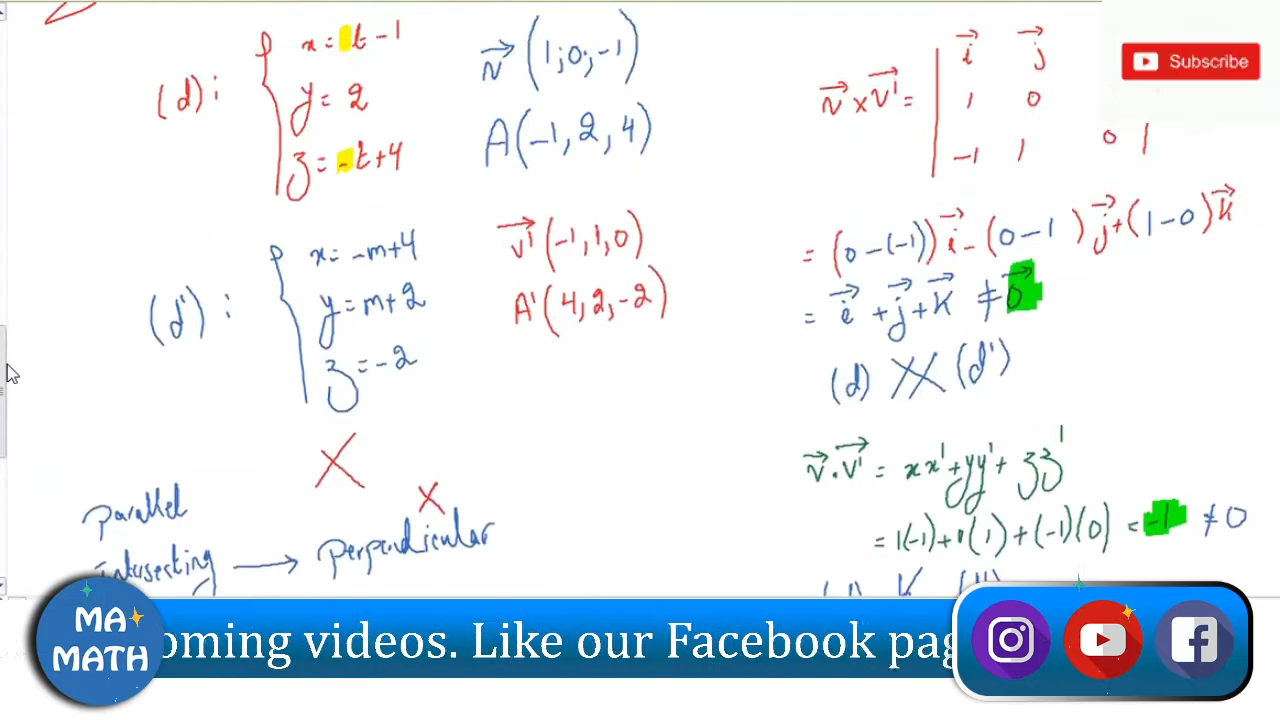 (d): { x = t - 1
y = 2
z = -t + 4
V⃗ (1; 0; -1)
A(-1, 2, 4)
(d'): { x = -m + 4
y = m + 2
z = -2
V⃗' (-1, 1, 0)
A'(4, 2, -2)
X
X
parallel
intersecting → perpendicular
Subscribe
V⃗ x V⃗' = | i⃗ j⃗
1 0
-1 1 0 |
= (0 - (-1)) i⃗ - (0 - 1) j⃗ + (1 - 0) k⃗
= i⃗ + j⃗ + k⃗ ≠ 0⃗
(d) ∦ (d')
V⃗ . V⃗' = xx' + yy' + zz'
= 1(-1) + 0(1) + (-1)(0) = -1 ≠ 0
MA
MATH
oming videos. Like our Facebook pag